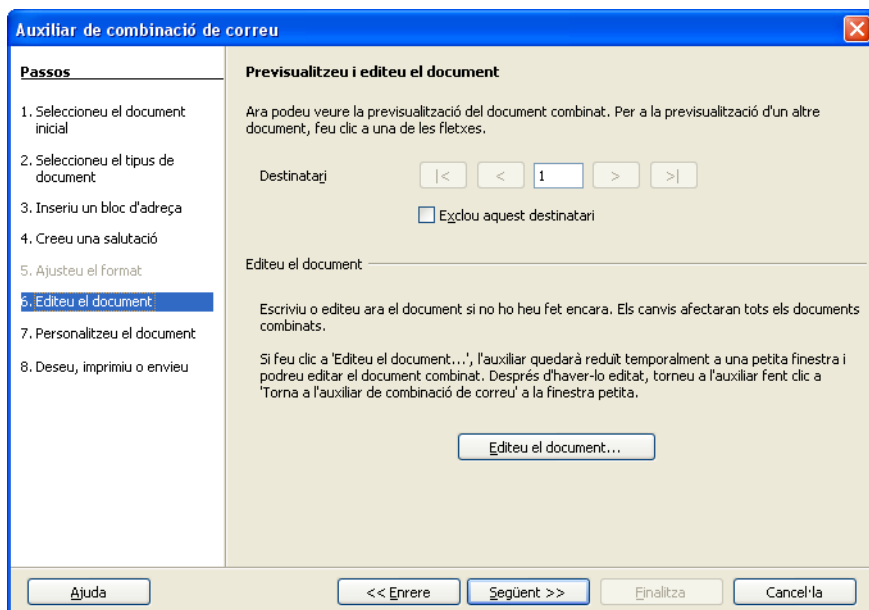 Auxiliar de combinació de correu
Passos
1. Seleccioneu el document
inicial
2. Seleccioneu el tipus de
document
3. Inseriu un bloc d'adreça
4. Creeu una salutació
5. Ajusteu el format
6. Editeu el document
7. Personalitzeu el document
8. Deseu, imprimiu o envieu
Previsualitzeu i editeu el document
Ara podeu veure la previsualització del document combinat. Per a la previsualització d'un altre
document, feu clic a una de les fletxes.
Destinatari |< < 1 > >|
Exclou aquest destinatari
Editeu el document
Escriviu o editeu ara el document si no ho heu fet encara. Els canvis afectaran tots els documents
combinats.
Si feu clic a 'Editeu el document...', l'auxiliar quedarà reduït temporalment a una petita finestra i
podreu editar el document combinat. Després d'haver-lo editat, torneu a l'auxiliar fent clic a
'Torna a l'auxiliar de combinació de correu' a la finestra petita.
Editeu el document...
Ajuda << Enrere Següent >> Finalitza Cancel·la